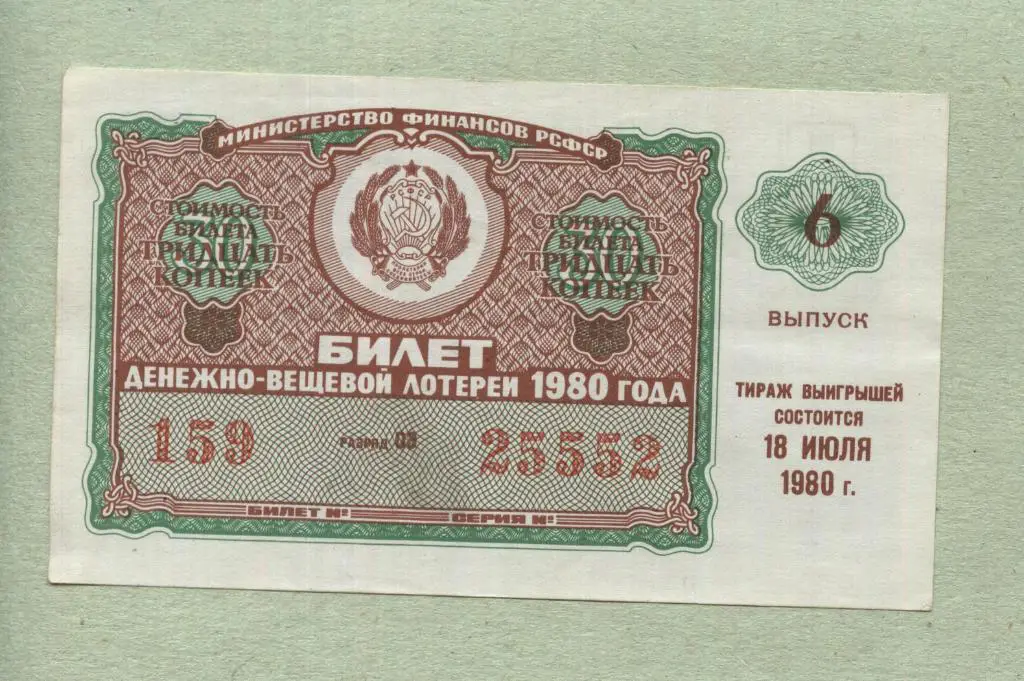 МИНИСТЕРСТВО ФИНАНСОВ РСФСР
РСФСР
СТОИМОСТЬ
БИЛЕТА
ТРИДЦАТЬ
КОПЕЕК
СТОИМОСТЬ
БИЛЕТА
ТРИДЦАТЬ
КОПЕЕК
БИЛЕТ
ДЕНЕЖНО-ВЕЩЕВОЙ ЛОТЕРЕИ 1980 ГОДА
159 РАЗРЯД 03 25552
БИЛЕТ № СЕРИЯ №
6
ВЫПУСК
ТИРАЖ ВЫИГРЫШЕЙ
СОСТОИТСЯ
18 ИЮЛЯ
1980 г.